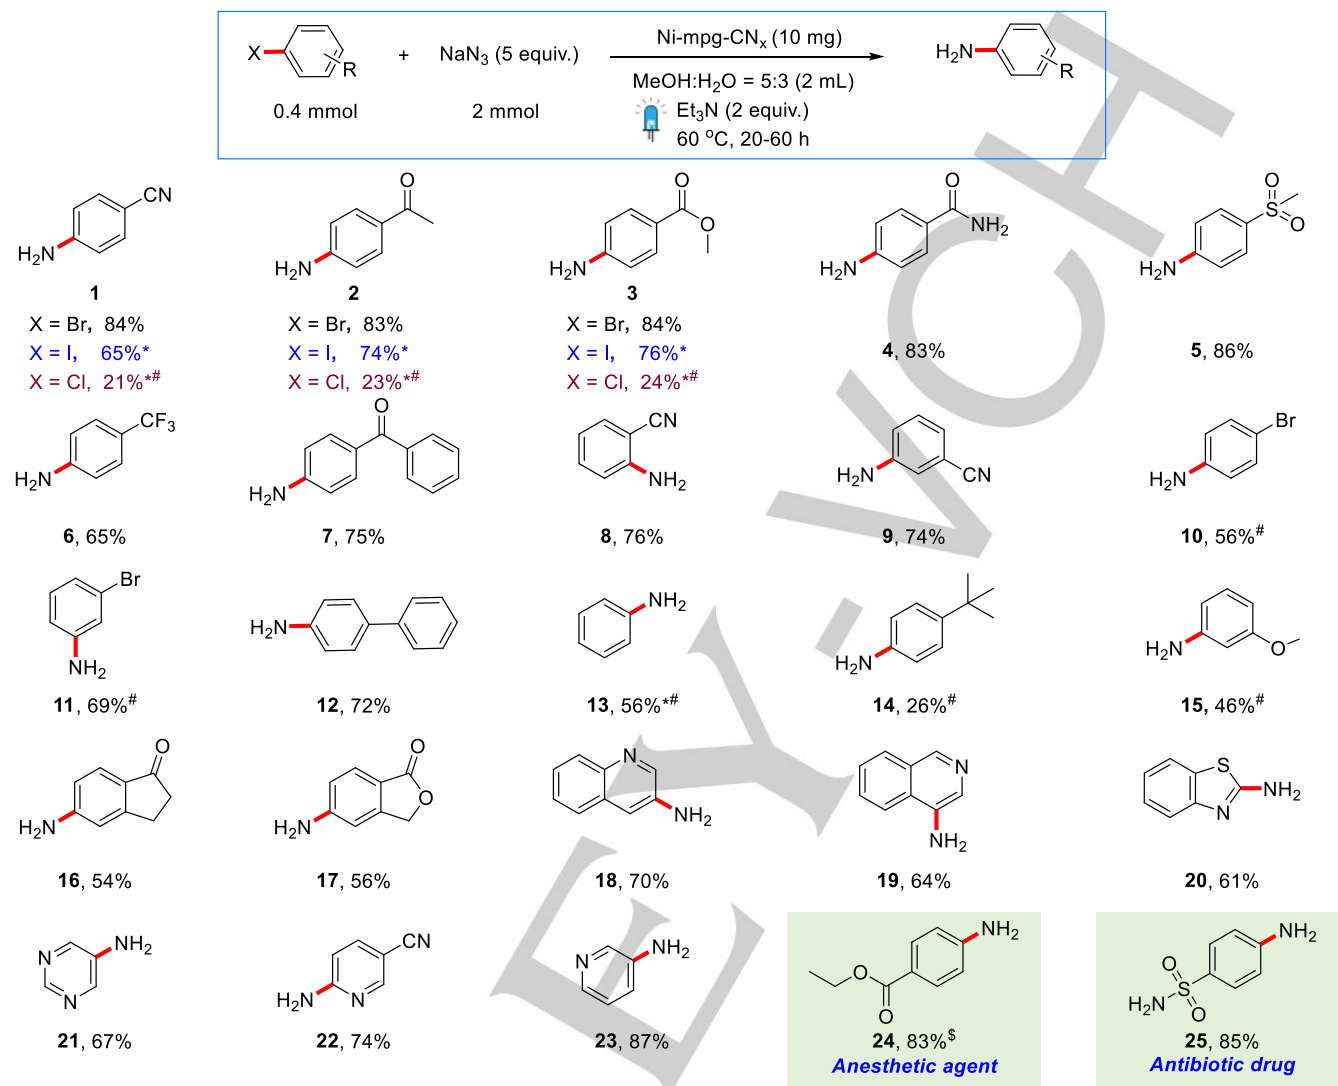 X
R
+
NaN3 (5 equiv.)
Ni-mpg-CNx (10 mg)
MeOH:H2O = 5:3 (2 mL)
Et3N (2 equiv.)
60 oC, 20-60 h
H2N
R
0.4 mmol
2 mmol
CN
H2N
1
X = Br, 84%
X = I, 65%*
X = Cl, 21%*#
O
H2N
2
X = Br, 83%
X = I, 74%*
X = Cl, 23%*#
O
O
H2N
3
X = Br, 84%
X = I, 76%*
X = Cl, 24%*#
O
NH2
H2N
4, 83%
O
S
O
H2N
5, 86%
CF3
H2N
6, 65%
O
H2N
7, 75%
CN
NH2
8, 76%
H2N
CN
9, 74%
Br
H2N
10, 56%#
Br
NH2
11, 69%#
H2N
12, 72%
NH2
13, 56%*#
H2N
14, 26%#
H2N
O
15, 46%#
O
H2N
16, 54%
O
O
H2N
17, 56%
N
NH2
18, 70%
N
NH2
19, 64%
S
N
NH2
20, 61%
N
NH2
N
21, 67%
CN
H2N
N
22, 74%
N
NH2
23, 87%
NH2
O
O
24, 83%$
Anesthetic agent
NH2
O
S
H2N
O
25, 85%
Antibiotic drug
EY-VCH